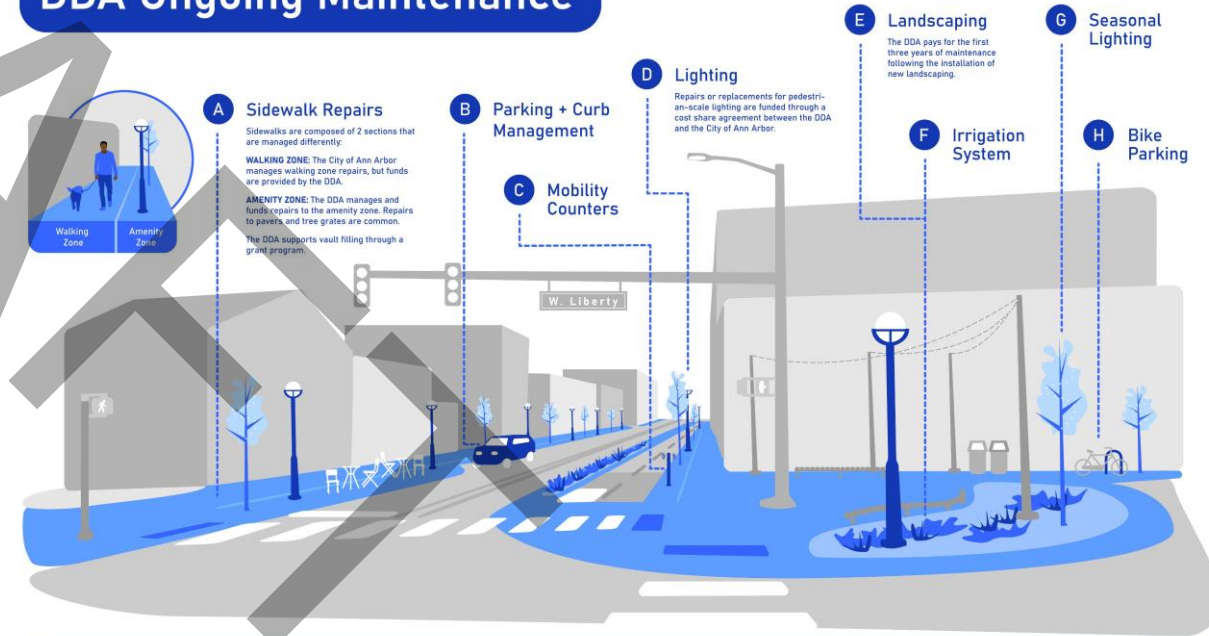 DDA Ongoing Maintenance
A
Sidewalk Repairs
Sidewalks are composed of 2 sections that
are managed differently:
WALKING ZONE: The City of Ann Arbor
manages walking zone repairs, but funds
are provided by the DDA.
AMENITY ZONE: The DDA manages and
funds repairs to the amenity zone. Repairs
to pavers and tree grates are common.
The DDA supports vault filling through a
grant program.
Walking
Zone
Amenity
Zone
B
Parking + Curb
Management
C
Mobility
Counters
D
Lighting
Repairs or replacements for pedestri-
an-scale lighting are funded through a
cost share agreement between the DDA
and the City of Ann Arbor.
E
Landscaping
The DDA pays for the first
three years of maintenance
following the installation of
new landscaping.
F
Irrigation
System
G
Seasonal
Lighting
H
Bike
Parking
W. Liberty